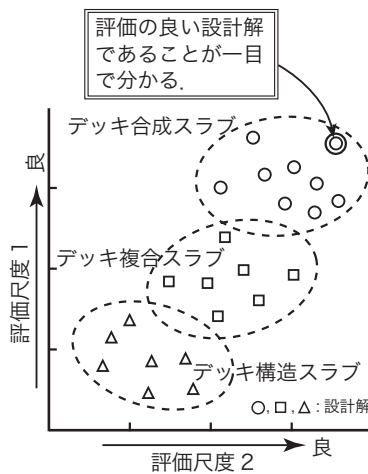 評価の良い設計解
であることが一目
で分かる.
デッキ合成スラブ
良
評価尺度1
デッキ複合スラブ
デッキ構造スラブ
○, □, △ : 設計解
評価尺度2
良